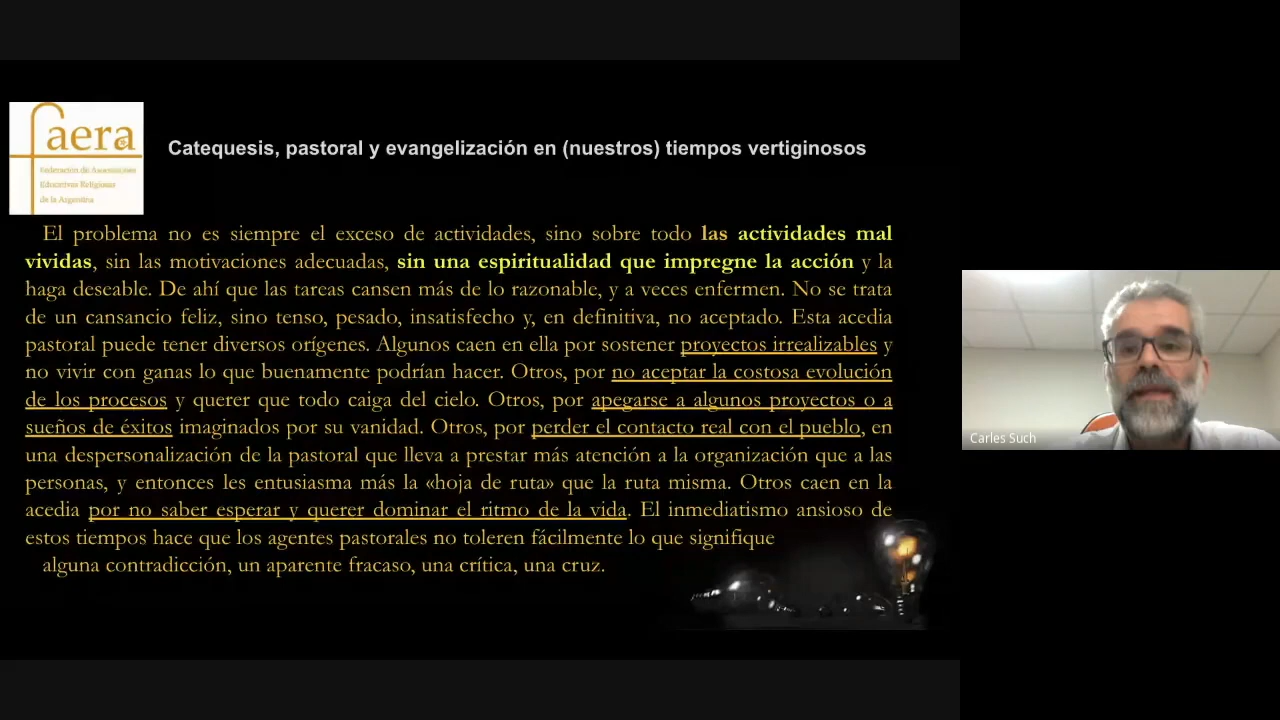 faera
Federación de Asociaciones
Educativas Religiosas
de la Argentina
Catequesis, pastoral y evangelización en (nuestros) tiempos vertiginosos
El problema no es siempre el exceso de actividades, sino sobre todo las actividades mal
vividas, sin las motivaciones adecuadas, sin una espiritualidad que impregne la acción y la
haga deseable. De ahí que las tareas cansen más de lo razonable, y a veces enfermen. No se trata
de un cansancio feliz, sino tenso, pesado, insatisfecho y, en definitiva, no aceptado. Esta acedia
pastoral puede tener diversos orígenes. Algunos caen en ella por sostener proyectos irrealizables y
no vivir con ganas lo que buenamente podrían hacer. Otros, por no aceptar la costosa evolución
de los procesos y querer que todo caiga del cielo. Otros, por apegarse a algunos proyectos o a
sueños de éxitos imaginados por su vanidad. Otros, por perder el contacto real con el pueblo, en
una despersonalización de la pastoral que lleva a prestar más atención a la organización que a las
personas, y entonces les entusiasma más la «hoja de ruta» que la ruta misma. Otros caen en la
acedia por no saber esperar y querer dominar el ritmo de la vida. El inmediatismo ansioso de
estos tiempos hace que los agentes pastorales no toleren fácilmente lo que signifique
alguna contradicción, un aparente fracaso, una crítica, una cruz.
Carles Such